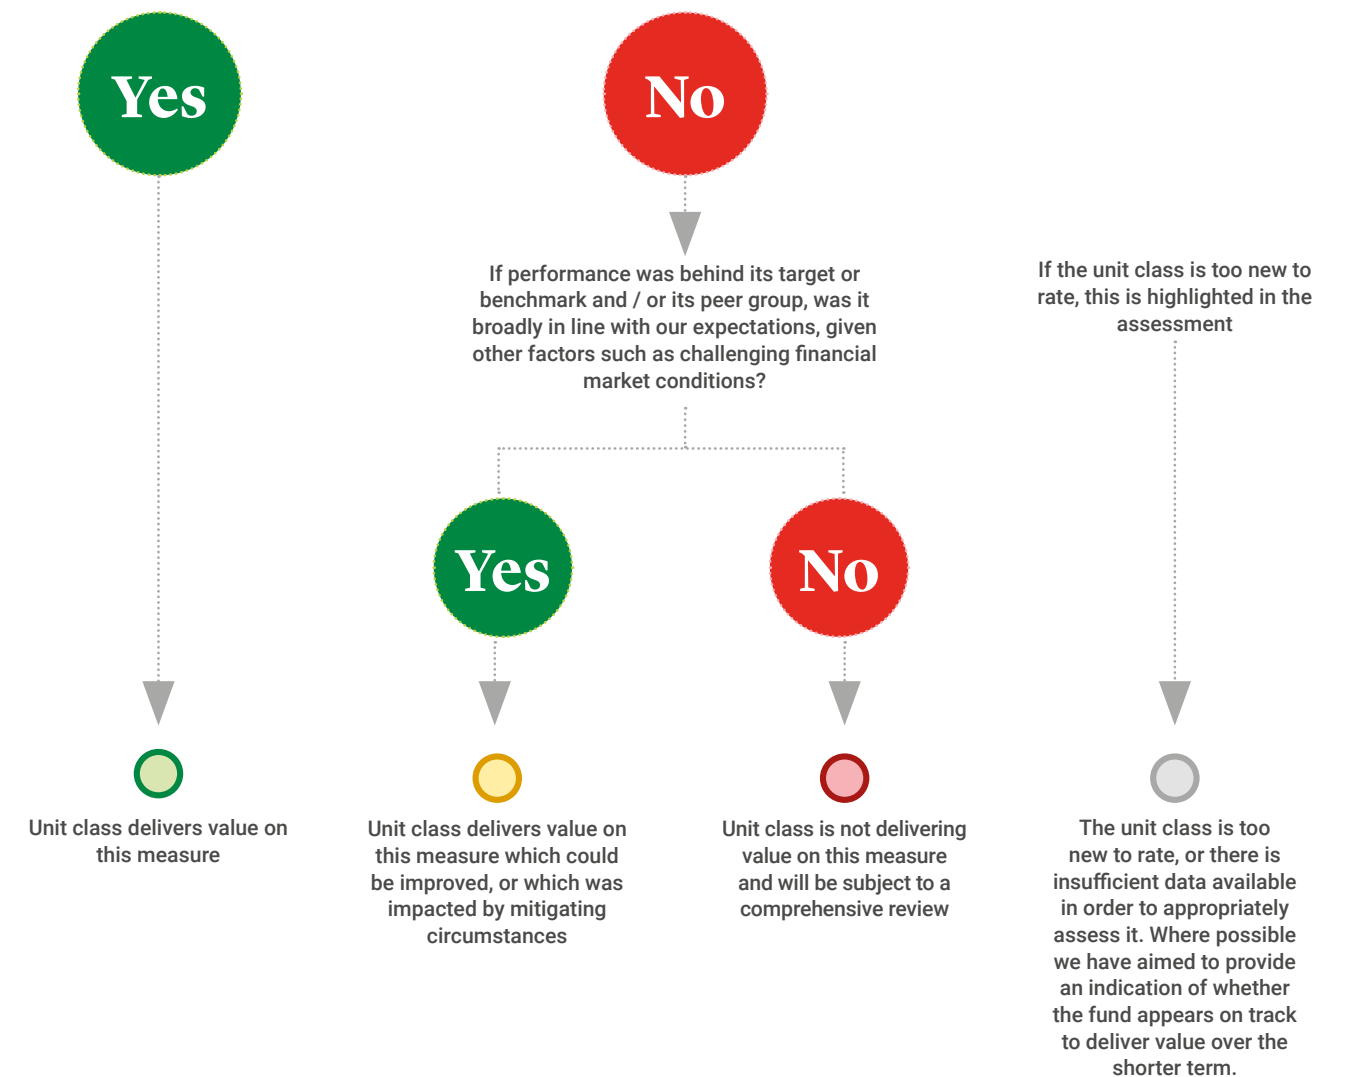 Yes
No
If performance was behind its target or
benchmark and / or its peer group, was it
broadly in line with our expectations, given
other factors such as challenging financial
market conditions?
If the unit class is too new to
rate, this is highlighted in the
assessment
Yes
No
Unit class delivers value on
this measure
Unit class delivers value on
this measure which could
be improved, or which was
impacted by mitigating
circumstances
Unit class is not delivering
value on this measure
and will be subject to a
comprehensive review
The unit class is too
new to rate, or there is
insufficient data available
in order to appropriately
assess it. Where possible
we have aimed to provide
an indication of whether
the fund appears on track
to deliver value over the
shorter term.